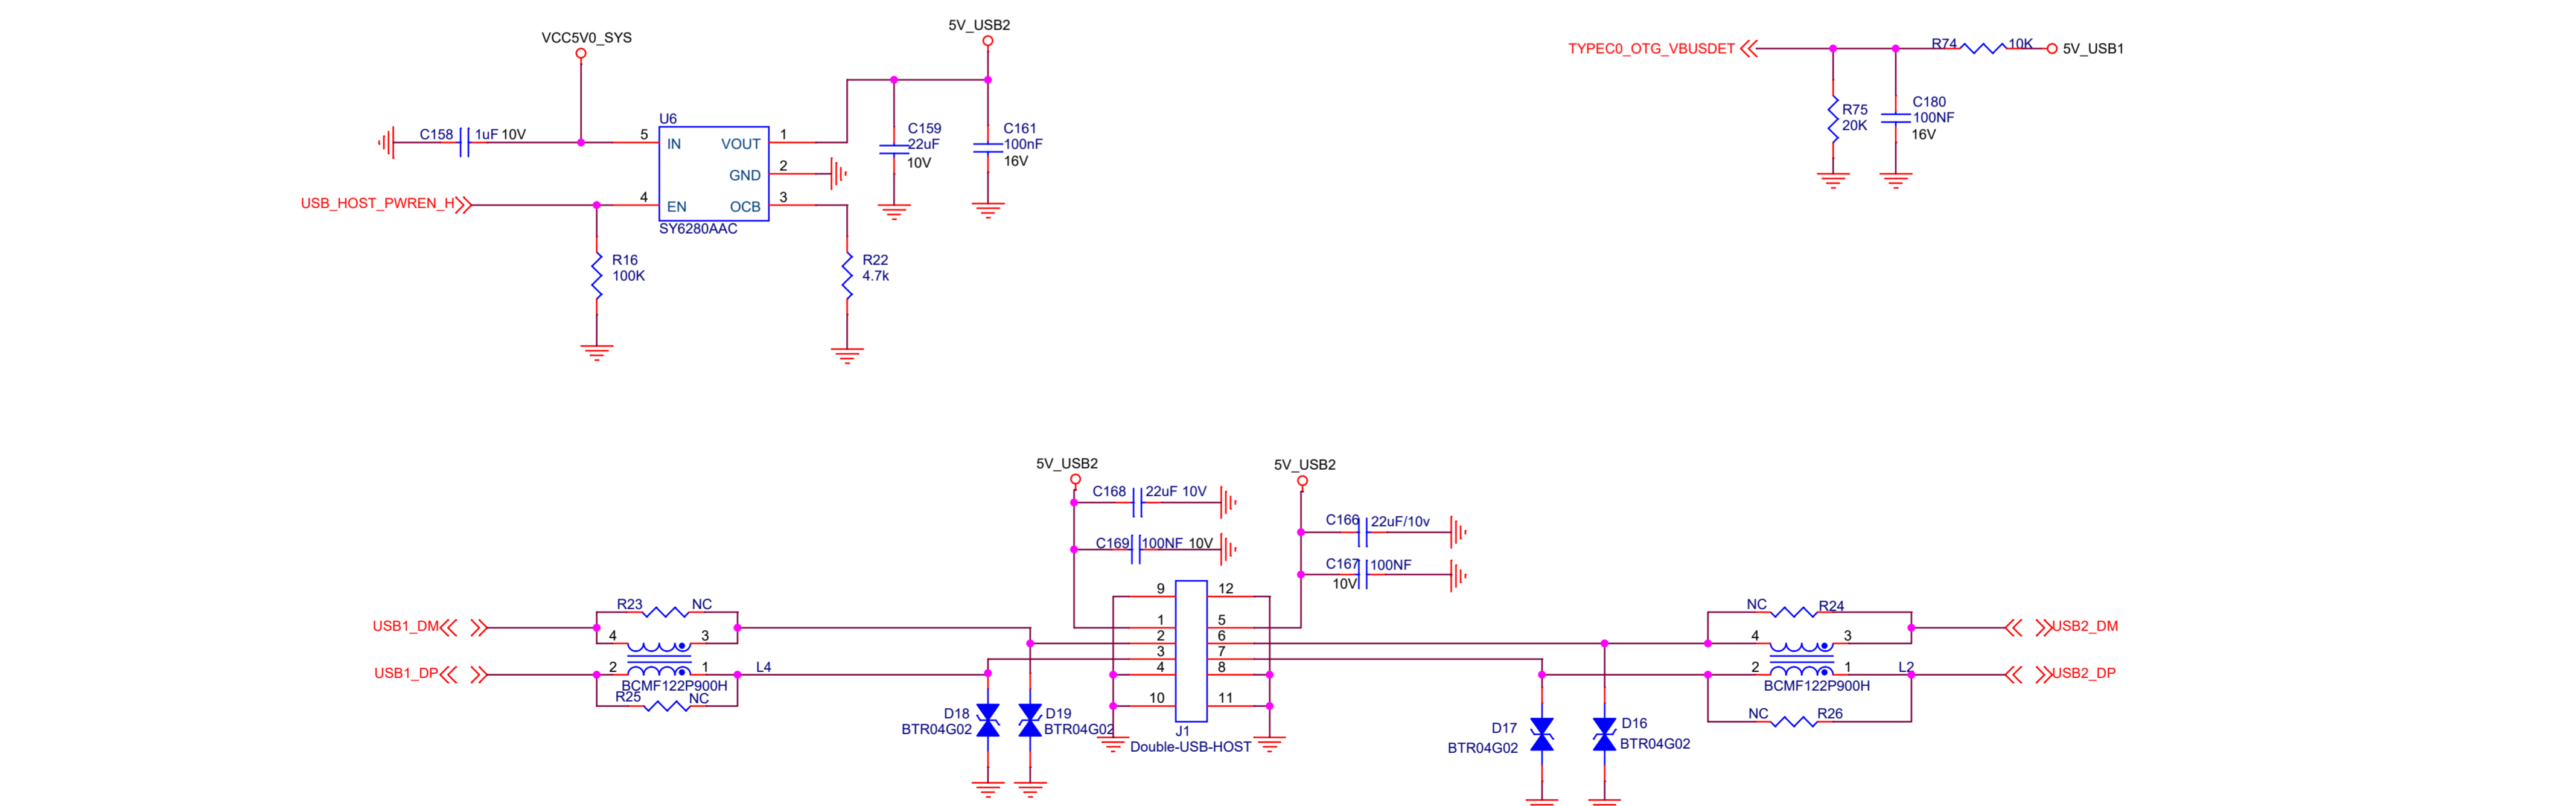 VCC5V0_SYS
5V_USB2
C158 1uF 10V
USB_HOST_PWREN_H
U6
5 IN VOUT 1
GND 2
4 EN OCB 3
SY6280AAC
R16
100K
R22
4.7k
C159
22uF
10V
C161
100nF
16V
TYPEC0_OTG_VBUSDET
R74 10K
5V_USB1
R75
20K
C180
100NF
16V
5V_USB2
C168 22uF 10V
C169 100NF 10V
5V_USB2
C166 22uF/10v
C167 100NF
10V
USB1_DM
USB1_DP
R23 NC
4 3
2 1
L4
BCMF122P900H
R25 NC
D18
BTR04G02
D19
BTR04G02
9 12
1 5
2 6
3 7
4 8
10 11
J1
Double-USB-HOST
D17
BTR04G02
D16
BTR04G02
NC R24
4 3
2 1
L2
BCMF122P900H
NC R26
USB2_DM
USB2_DP